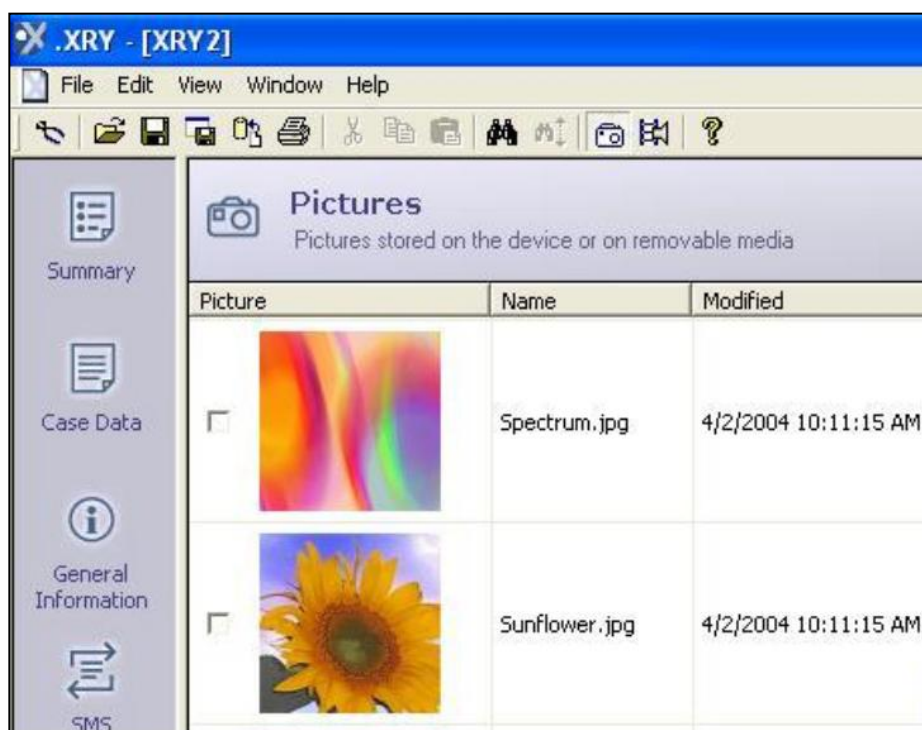 .XRY - [XRY2]
File Edit View Window Help
Pictures
Pictures stored on the device or on removable media
Summary
Case Data
General
Information
SMS
Picture Name Modified
Spectrum.jpg 4/2/2004 10:11:15 AM
Sunflower.jpg 4/2/2004 10:11:15 AM